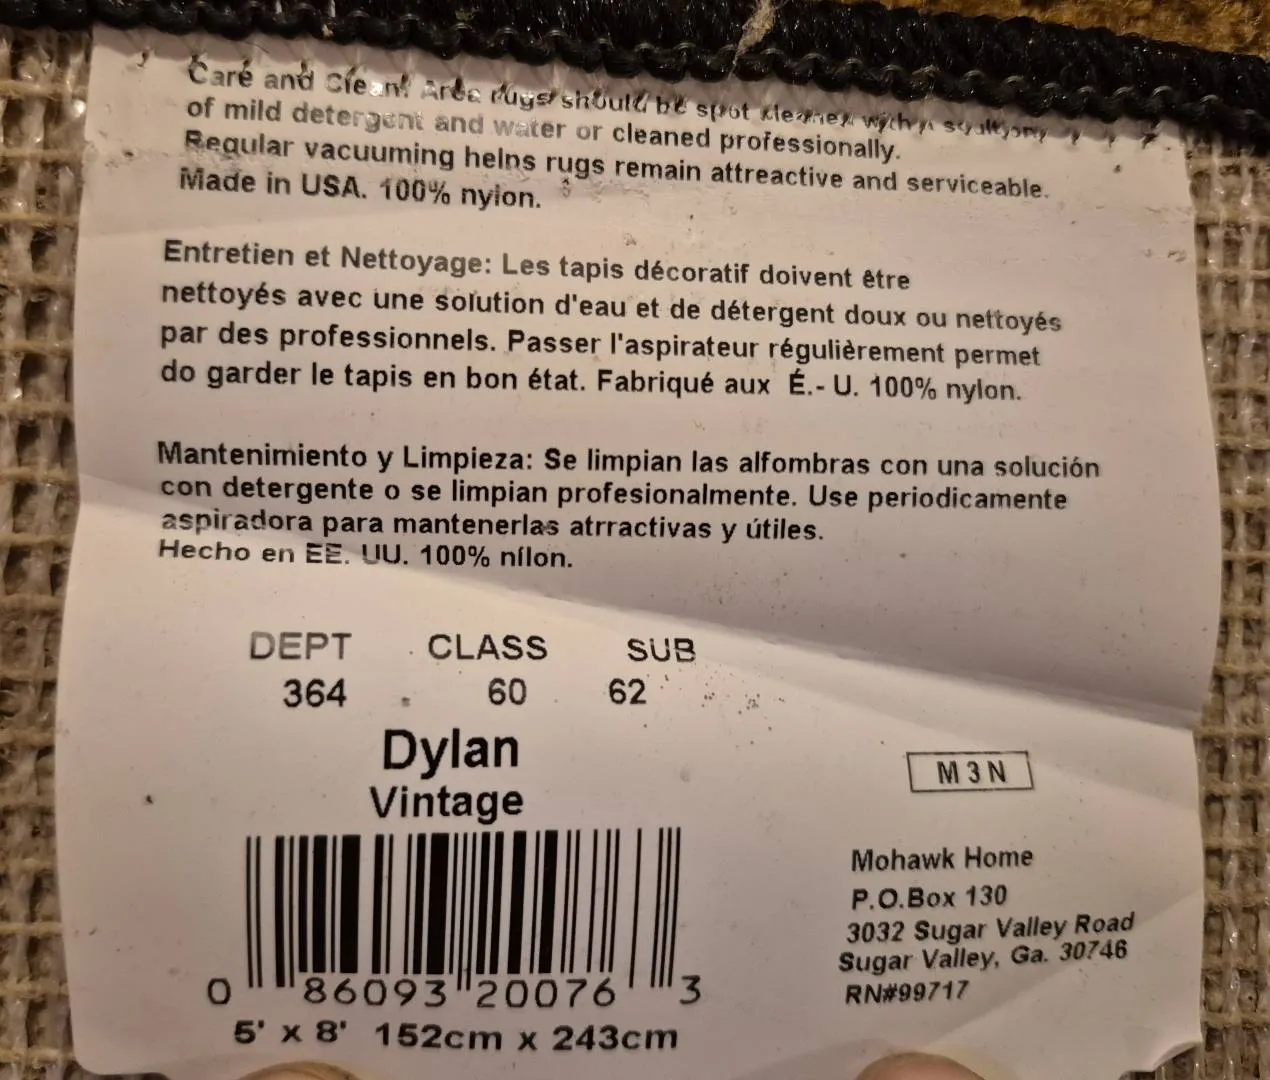 Care and Clean: Area rugs should be spot cleaned with a solution
of mild detergent and water or cleaned professionally.
Regular vacuuming helps rugs remain attreactive and serviceable.
Made in USA. 100% nylon.
Entretien et Nettoyage: Les tapis décoratif doivent être
nettoyés avec une solution d'eau et de détergent doux ou nettoyés
par des professionnels. Passer l'aspirateur régulièrement permet
do garder le tapis en bon état. Fabriqué aux É.- U. 100% nylon.
Mantenimiento y Limpieza: Se limpian las alfombras con una solución
con detergente o se limpian profesionalmente. Use periodicamente
aspiradora para mantenerlas atrractivas y útiles.
Hecho en EE. UU. 100% nílon.
DEPT CLASS SUB
364 60 62
Dylan
Vintage
M3N
Mohawk Home
P.O.Box 130
3032 Sugar Valley Road
Sugar Valley, Ga. 30746
RN#99717
0 86093 20076 3
5' x 8' 152cm x 243cm